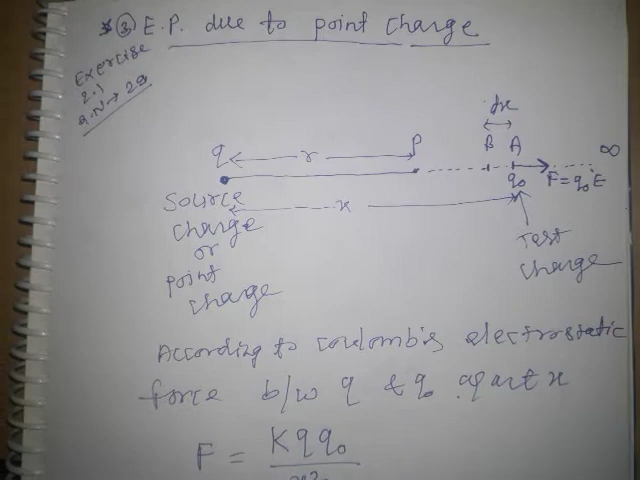 * ③ E.P. due to point charge
Exercise
2.1
Q.N → 29
dx
q r P B A ∞
q₀ F = q₀E
x
Source
charge
or
point
charge
Test
charge
According to coulomb's electrostatic
force b/w q & q₀ apart x
F = Kqq₀